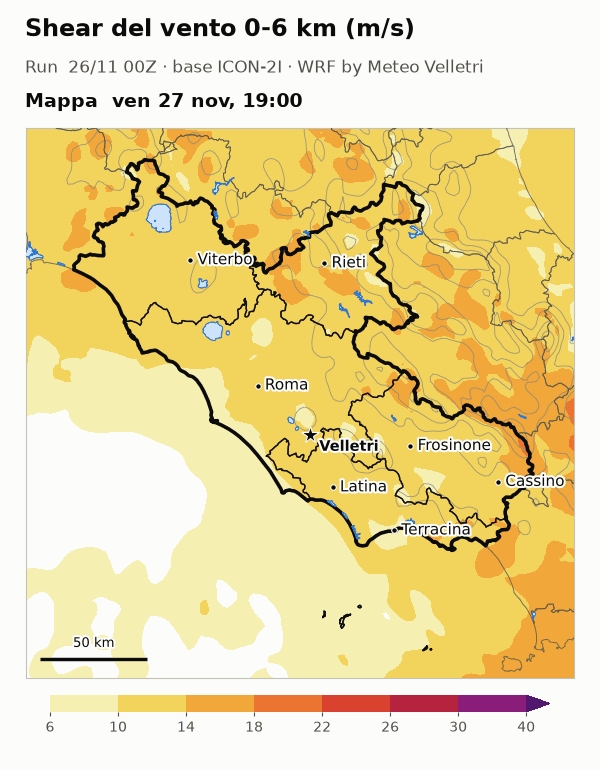 Shear del vento 0-6 km (m/s)
Run  26/11 00Z · base ICON-2I · WRF by Meteo Velletri
Mappa  ven 27 nov, 19:00
Viterbo
Rieti
Roma
Velletri
Frosinone
Cassino
Latina
Terracina
50 km
6 10 14 18 22 26 30 40